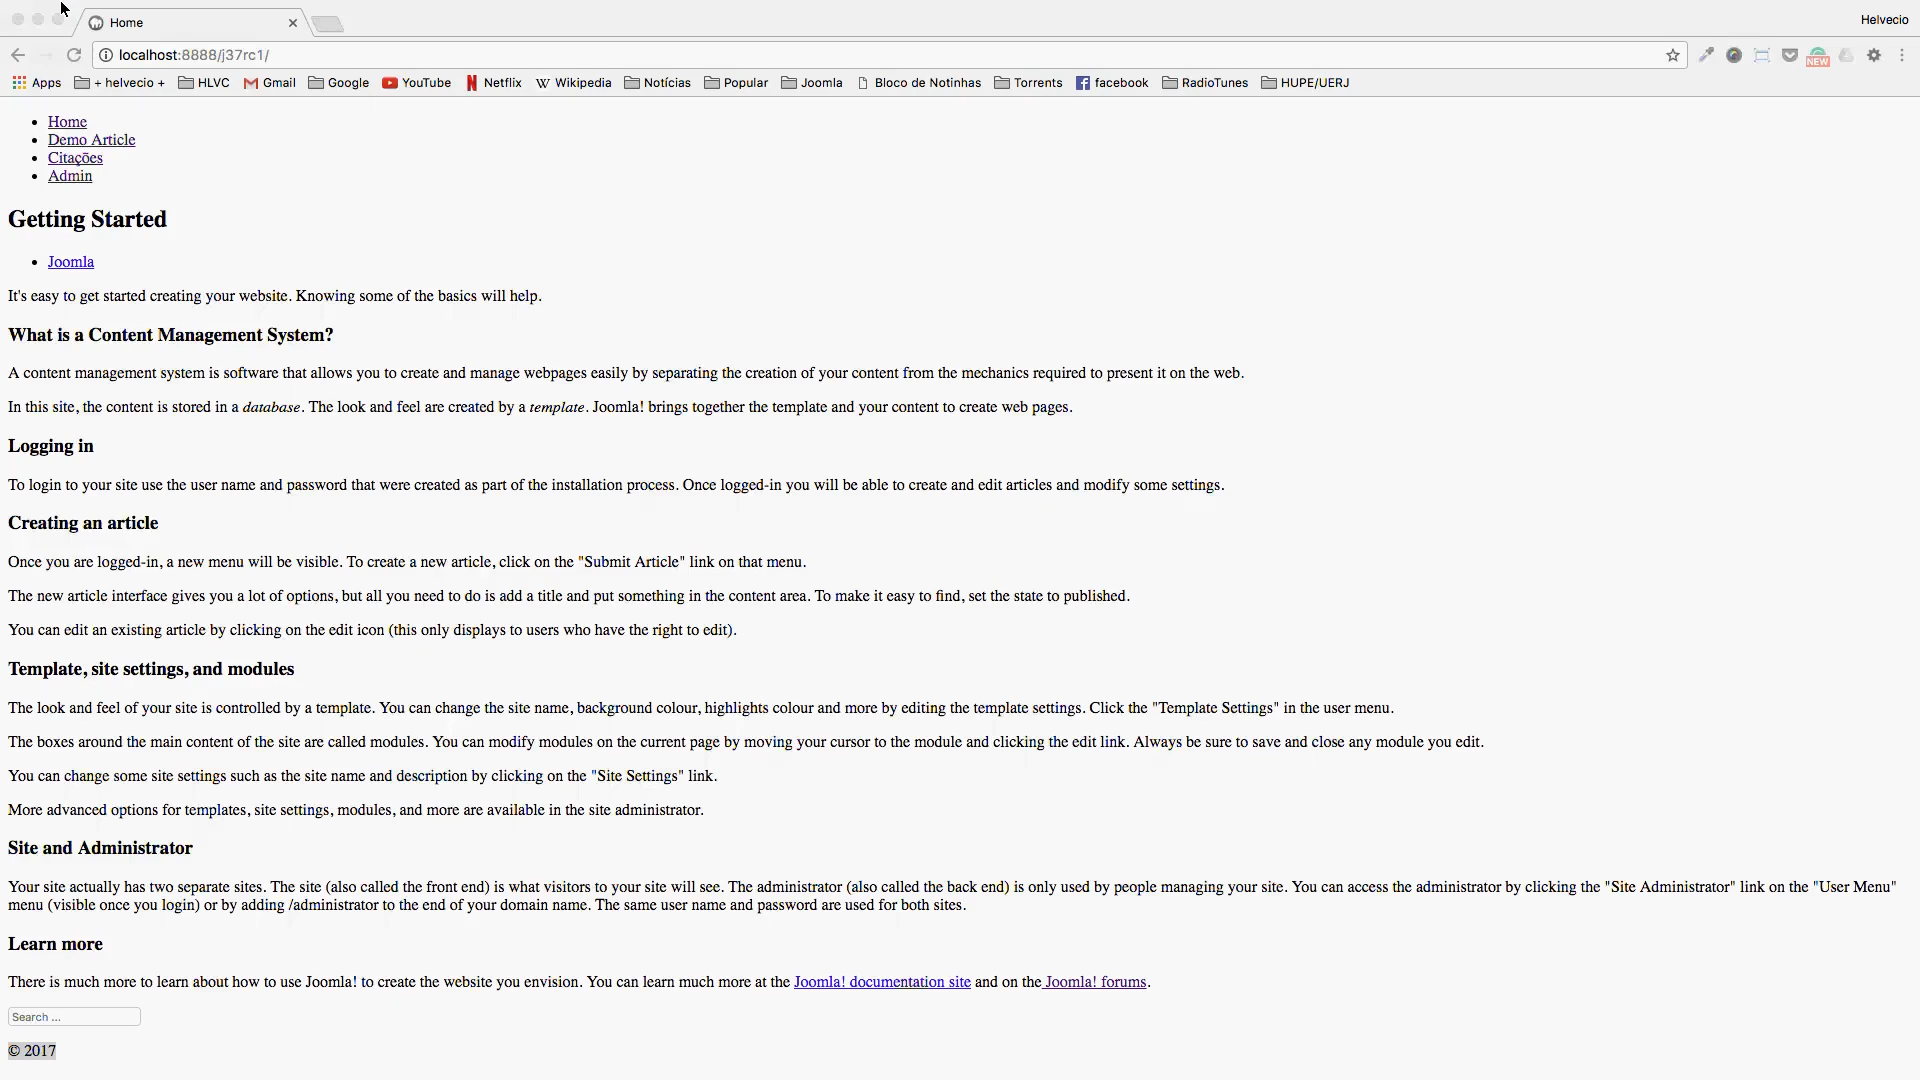 Home
Helvecio
localhost:8888/j37rc1/
NEW
Apps + helvecio + HLVC Gmail Google YouTube Netflix Wikipedia Notícias Popular Joomla Bloco de Notinhas Torrents facebook RadioTunes HUPE/UERJ
Home
Demo Article
Citações
Admin
Getting Started
Joomla
It's easy to get started creating your website. Knowing some of the basics will help.
What is a Content Management System?
A content management system is software that allows you to create and manage webpages easily by separating the creation of your content from the mechanics required to present it on the web.
In this site, the content is stored in a database. The look and feel are created by a template. Joomla! brings together the template and your content to create web pages.
Logging in
To login to your site use the user name and password that were created as part of the installation process. Once logged-in you will be able to create and edit articles and modify some settings.
Creating an article
Once you are logged-in, a new menu will be visible. To create a new article, click on the "Submit Article" link on that menu.
The new article interface gives you a lot of options, but all you need to do is add a title and put something in the content area. To make it easy to find, set the state to published.
You can edit an existing article by clicking on the edit icon (this only displays to users who have the right to edit).
Template, site settings, and modules
The look and feel of your site is controlled by a template. You can change the site name, background colour, highlights colour and more by editing the template settings. Click the "Template Settings" in the user menu.
The boxes around the main content of the site are called modules. You can modify modules on the current page by moving your cursor to the module and clicking the edit link. Always be sure to save and close any module you edit.
You can change some site settings such as the site name and description by clicking on the "Site Settings" link.
More advanced options for templates, site settings, modules, and more are available in the site administrator.
Site and Administrator
Your site actually has two separate sites. The site (also called the front end) is what visitors to your site will see. The administrator (also called the back end) is only used by people managing your site. You can access the administrator by clicking the "Site Administrator" link on the "User Menu"
menu (visible once you login) or by adding /administrator to the end of your domain name. The same user name and password are used for both sites.
Learn more
There is much more to learn about how to use Joomla! to create the website you envision. You can learn much more at the Joomla! documentation site and on the Joomla! forums.
Search ...
© 2017